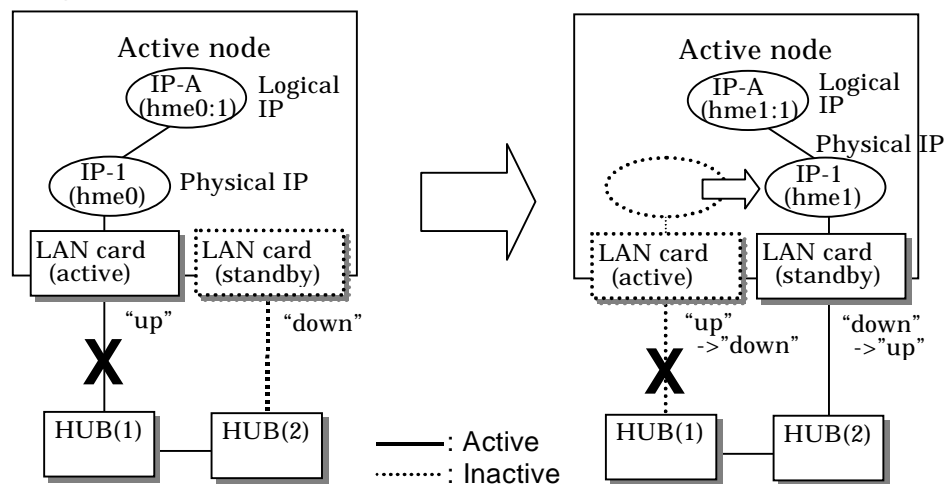 Active node
IP-A
(hme0:1)
Logical
IP
IP-1
(hme0)
Physical IP
LAN card
(active)
LAN card
(standby)
“up”
“down”
X
HUB(1)
HUB(2)
Active node
IP-A
(hme1:1)
Logical
IP
Physical IP
IP-1
(hme1)
LAN card
(active)
LAN card
(standby)
“up”
->”down”
“down”
->”up”
X
HUB(1)
HUB(2)
: Active
: Inactive